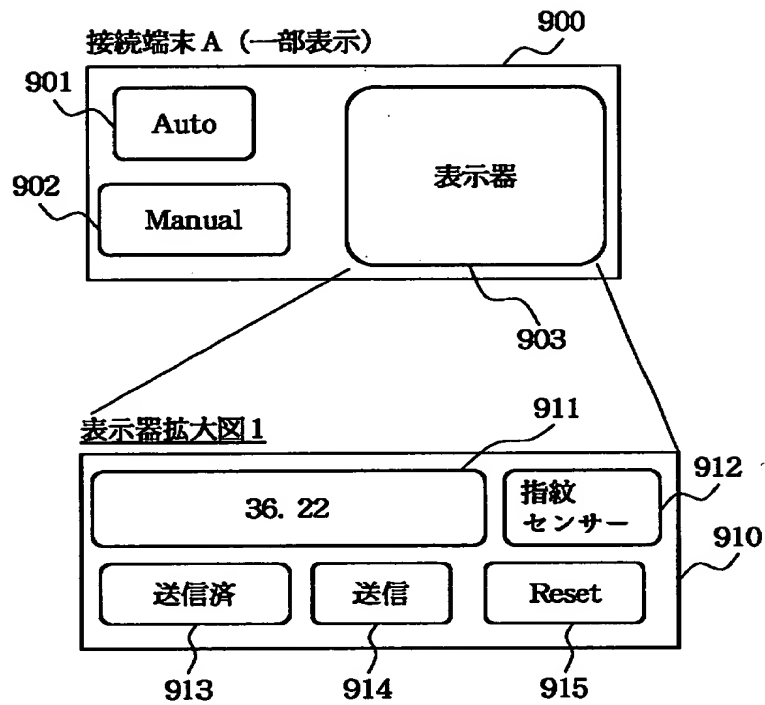 接続端末A（一部表示）
900
901
Auto
表示器
902
Manual
903
表示器拡大図1
911
36. 22
指紋
センサー
912
910
送信済
送信
Reset
913
914
915